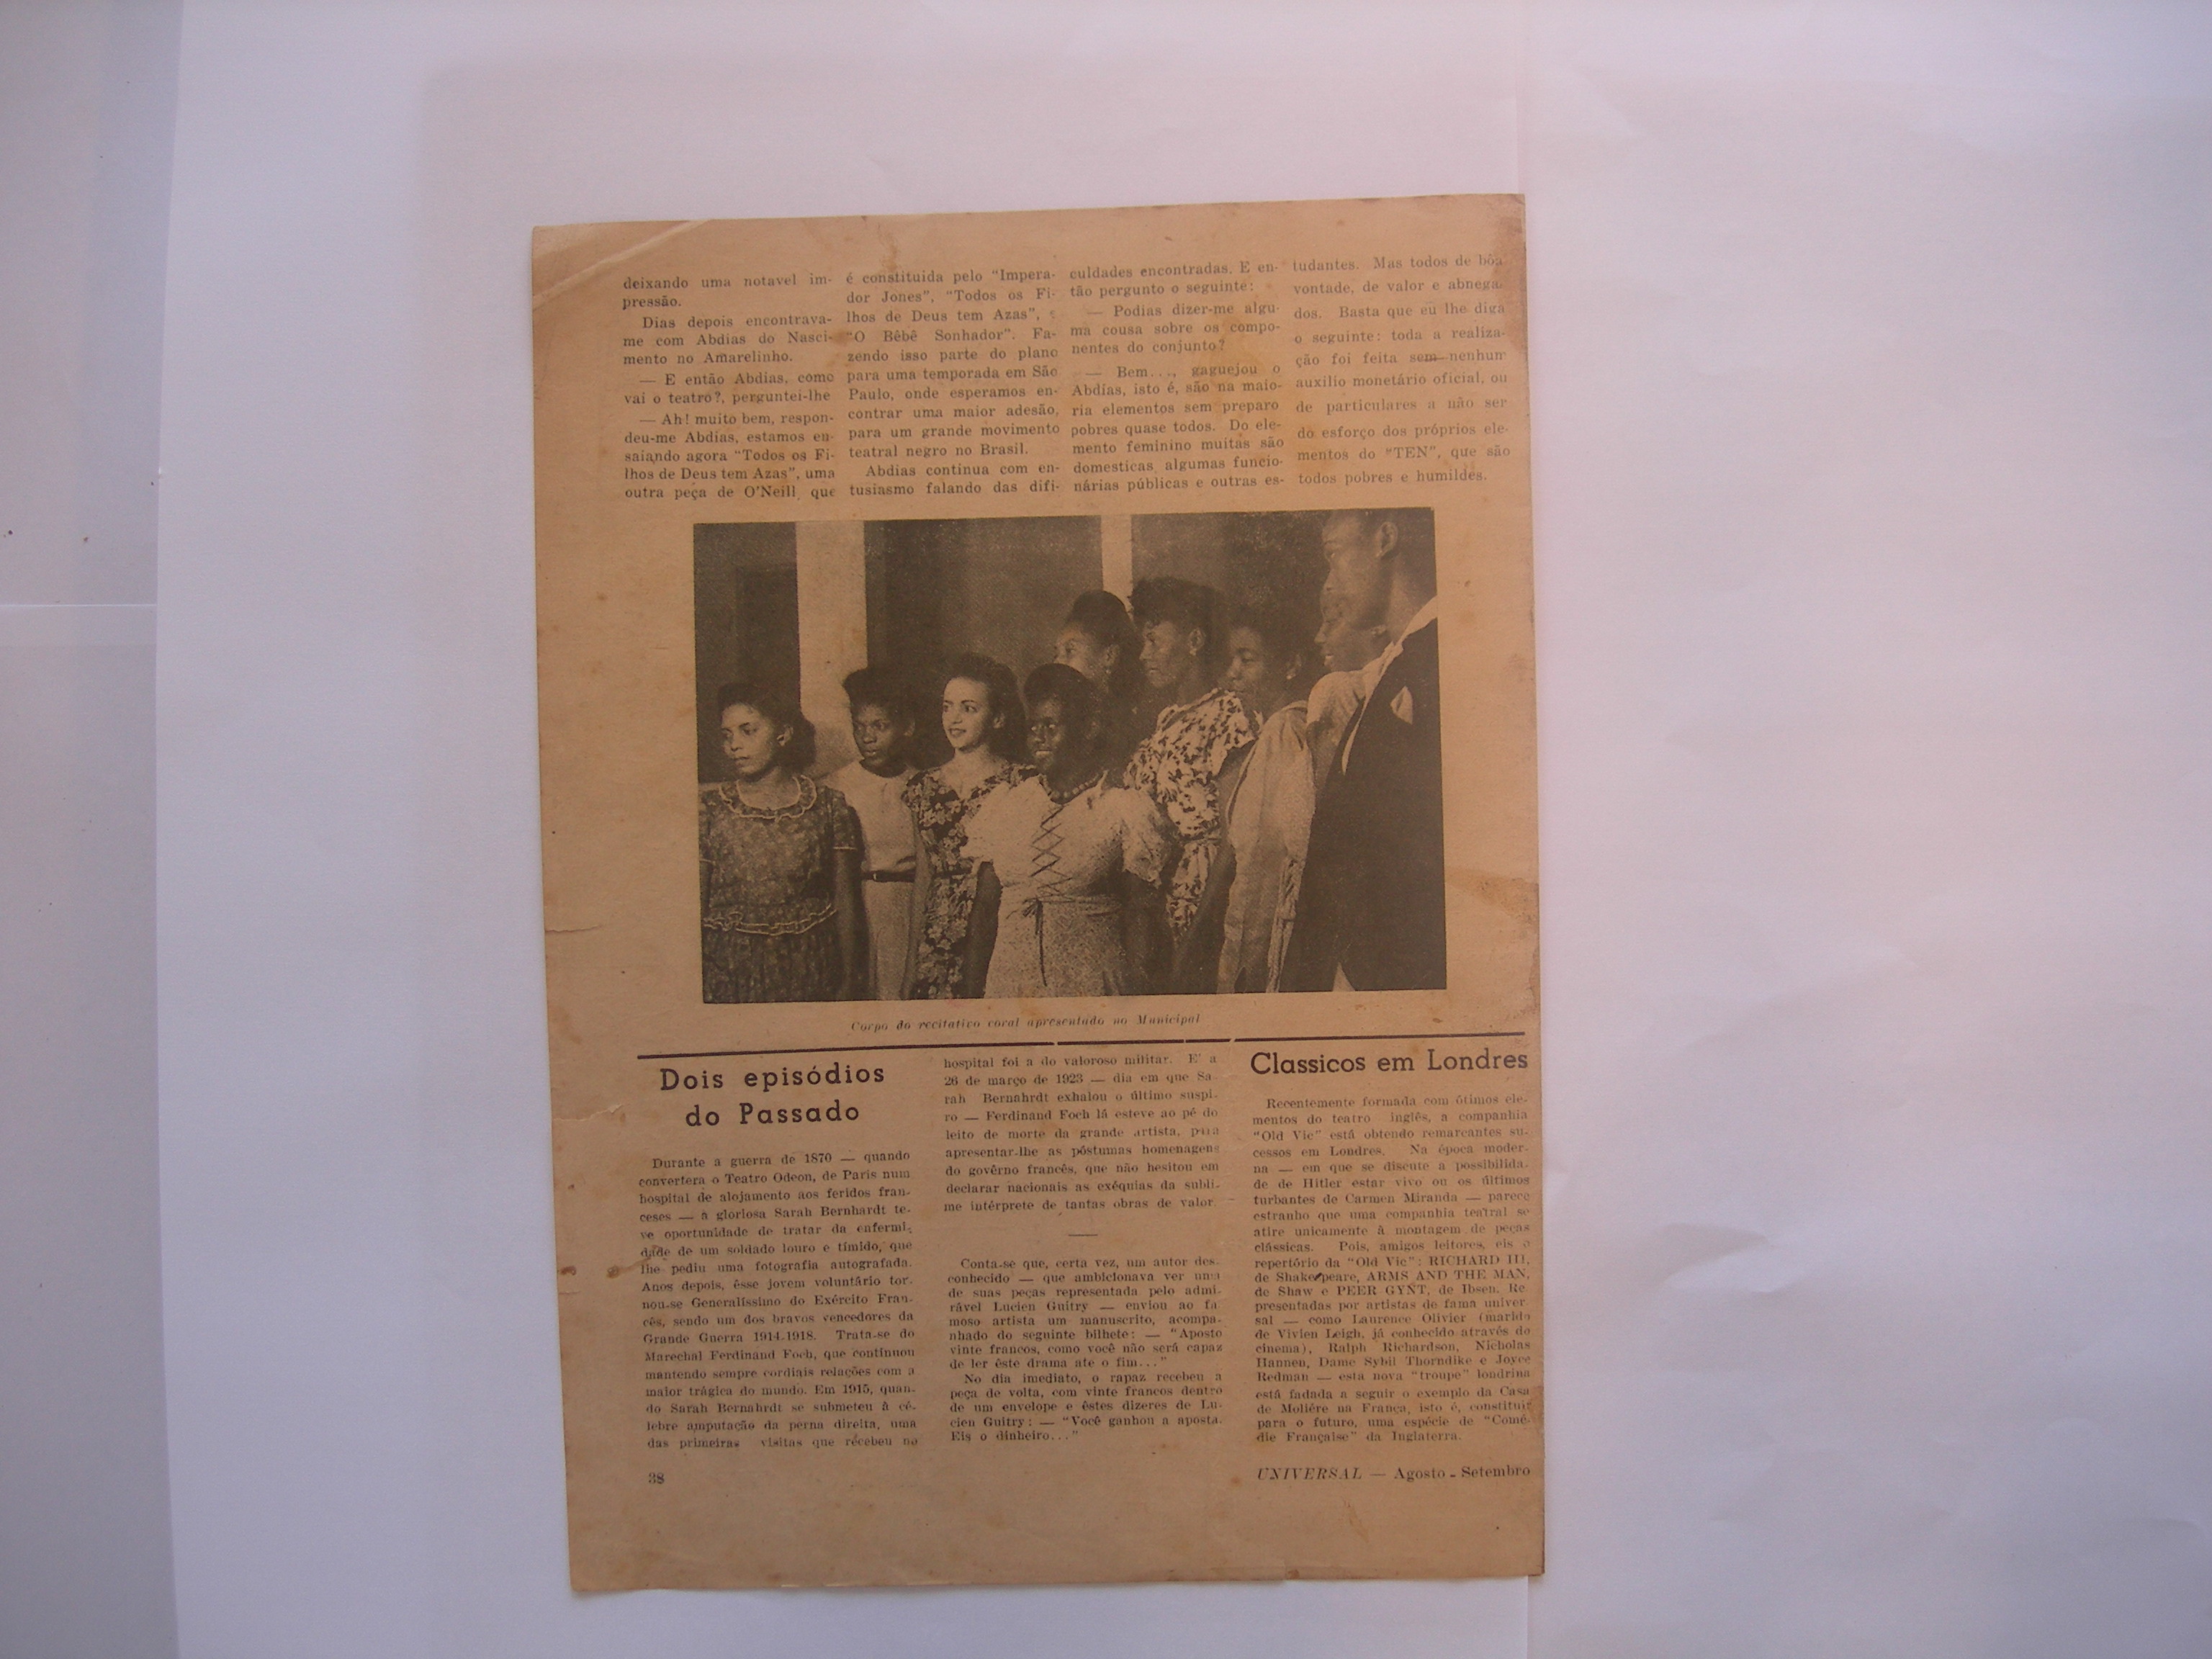 deixando uma notavel im-
pressão.
Dias depois encontrava-
me com Abdias do Nasci-
mento no Amarelinho.
— E então Abdias, como
vai o teatro?, perguntei-lhe
— Ah! muito bem, respon-
deu-me Abdias, estamos en-
saiando agora "Todos os Fi-
lhos de Deus tem Azas", uma
outra peça de O'Neill, que
é constituida pelo "Impera-
dor Jones", "Todos os Fi-
lhos de Deus tem Azas",
"O Bêbê Sonhador". Fa-
zendo isso parte do plano
para uma temporada em São
Paulo, onde esperamos en-
contrar uma maior adesão,
para um grande movimento
teatral negro no Brasil.
Abdias continua com en-
tusiasmo falando das difi-
culdades encontradas. E en-
tão pergunto o seguinte:
— Podias dizer-me algu-
ma cousa sobre os compo-
nentes do conjunto?
— Bem..., gaguejou o
Abdias, isto é, são na maio-
ria elementos sem preparo
pobres quase todos. Do ele-
mento feminino muitas são
domesticas, algumas funcio-
nárias públicas e outras es-
tudantes. Mas todos de bôa
vontade, de valor e abnega-
dos. Basta que eu lhe diga
o seguinte: toda a realiza-
ção foi feita sem nenhum
auxilio monetário oficial, ou
de particulares a não ser
do esforço dos próprios ele-
mentos do "TEN", que são
todos pobres e humildes.
Corpo do recitativo coral apresentado no Municipal
Dois episódios
do Passado
Durante a guerra de 1870 — quando
convertera o Teatro Odeon, de Paris num
hospital de alojamento aos feridos fran-
ceses — a gloriosa Sarah Bernhardt te-
ve oportunidade de tratar da enfermi-
dade de um soldado louro e tímido, que
lhe pediu uma fotografia autografada.
Anos depois, êsse jovem voluntário tor-
nou-se Generalíssimo do Exército Fran-
cês, sendo um dos bravos vencedores da
Grande Guerra 1914-1918. Trata-se do
Marechal Ferdinand Foch, que continuou
mantendo sempre cordiais relações com a
maior trágica do mundo. Em 1915, quan-
do Sarah Bernahrdt se submeteu à cé-
lebre amputação da perna direita, uma
das primeiras visitas que recebeu no
hospital foi a do valoroso militar. E' a
26 de março de 1923 — dia em que Sa-
rah Bernahrdt exhalou o último suspi-
ro — Ferdinand Foch lá esteve ao pé do
leito de morte da grande artista, para
apresentar-lhe as póstumas homenagens
do govêrno francês, que não hesitou em
declarar nacionais as exéquias da subli-
me intérprete de tantas obras de valor.
Conta-se que, certa vez, um autor des-
conhecido — que ambicionava ver uma
de suas peças representada pelo admi-
rável Lucien Guitry — enviou ao fa
moso artista um manuscrito, acompa-
nhado do seguinte bilhete: — "Aposto
vinte francos, como você não será capaz
de ler êste drama ate o fim..."
No dia imediato, o rapaz recebeu a
peça de volta, com vinte francos dentro
de um envelope e êstes dizeres de Lu-
cien Guitry: — "Você ganhou a aposta.
Eis o dinheiro..."
Classicos em Londres
Recentemente formada com ótimos ele-
mentos do teatro inglês, a companhia
"Old Vic" está obtendo remarcantes su-
cessos em Londres. Na época moder-
na — em que se discute a possibilida-
de de Hitler estar vivo ou os últimos
turbantes de Carmen Miranda — parece
estranho que uma companhia teatral se
atire unicamente à montagem de peças
clássicas. Pois, amigos leitores, eis o
repertório da "Old Vic": RICHARD III,
de Shakespeare, ARMS AND THE MAN,
de Shaw e PEER GYNT, de Ibsen. Re
presentadas por artistas de fama univer
sal — como Laurence Olivier (marido
de Vivien Leigh, já conhecido através do
cinema), Ralph Richardson, Nicholas
Hannen, Dame Sybil Thorndike e Joyce
Redman — esta nova "troupe" londrina
está fadada a seguir o exemplo da Casa
de Moliére na França, isto é, constituir
para o futuro, uma espécie de "Comé-
die Française" da Inglaterra.
38
UNIVERSAL — Agosto - Setembro